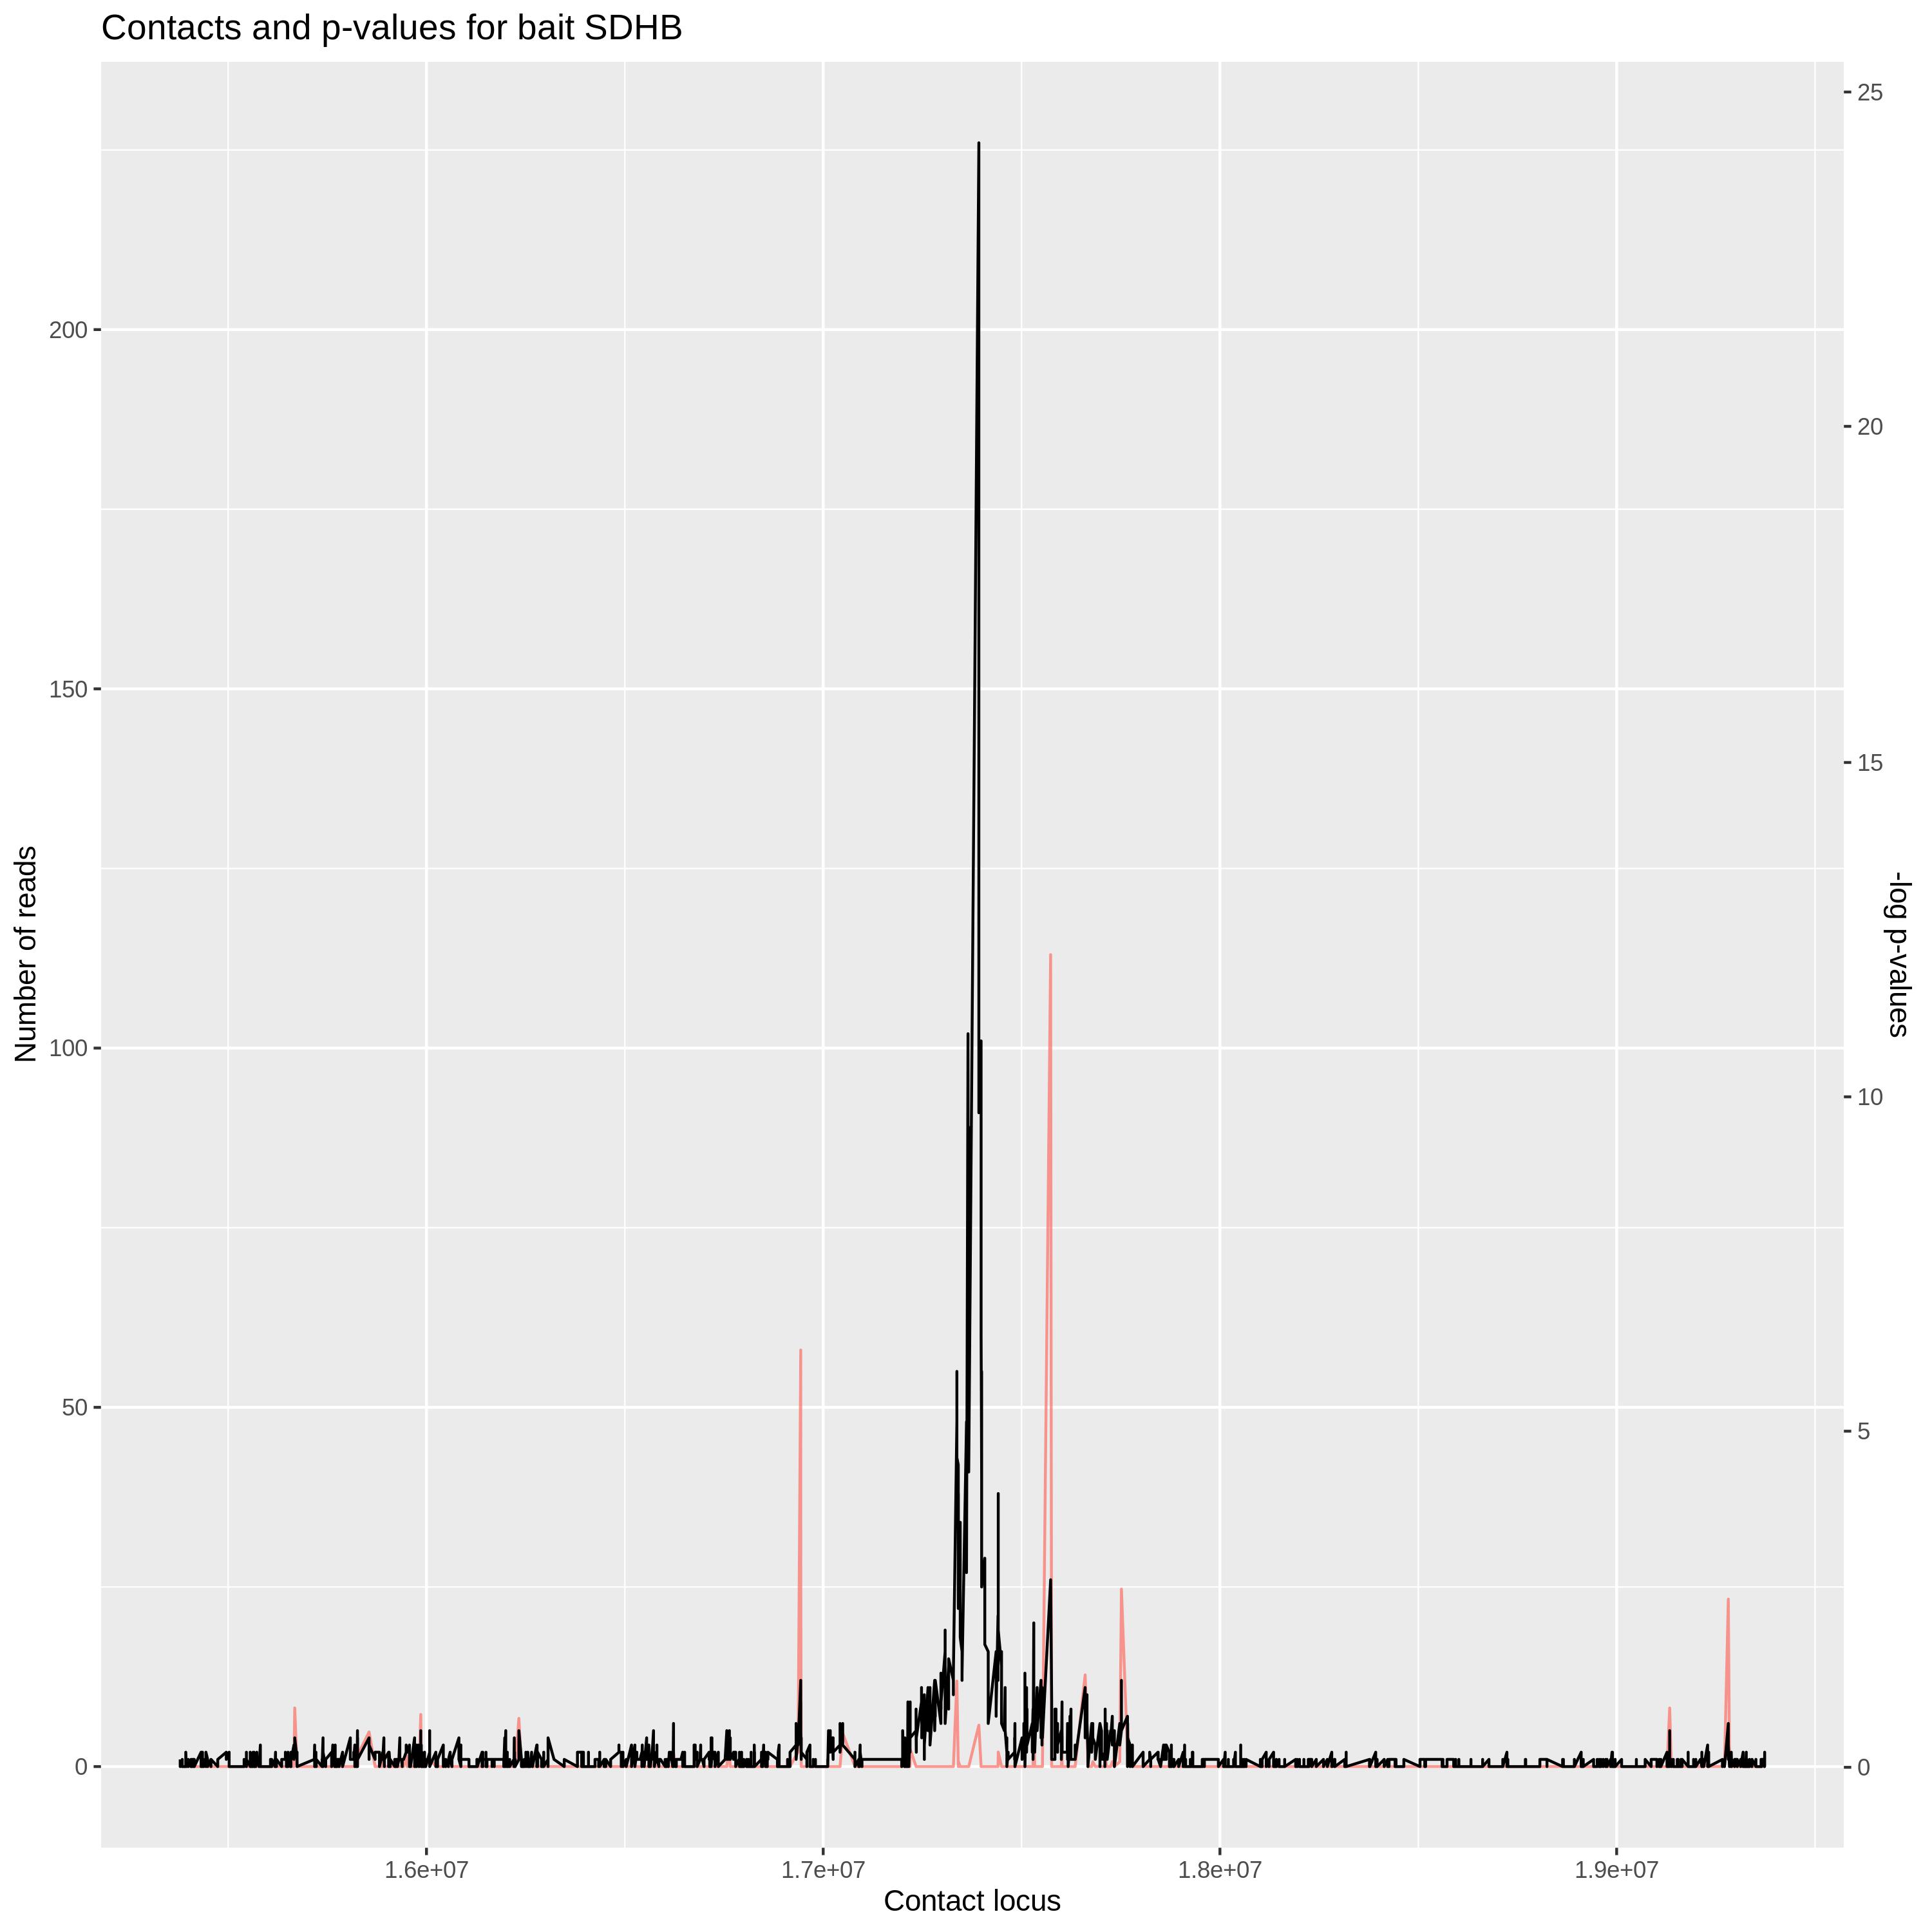 Contacts and p-values for bait SDHB
Number of reads
200
150
100
50
0
25
20
15
10
5
0
-log p-values
1.6e+07
1.7e+07
1.8e+07
1.9e+07
Contact locus